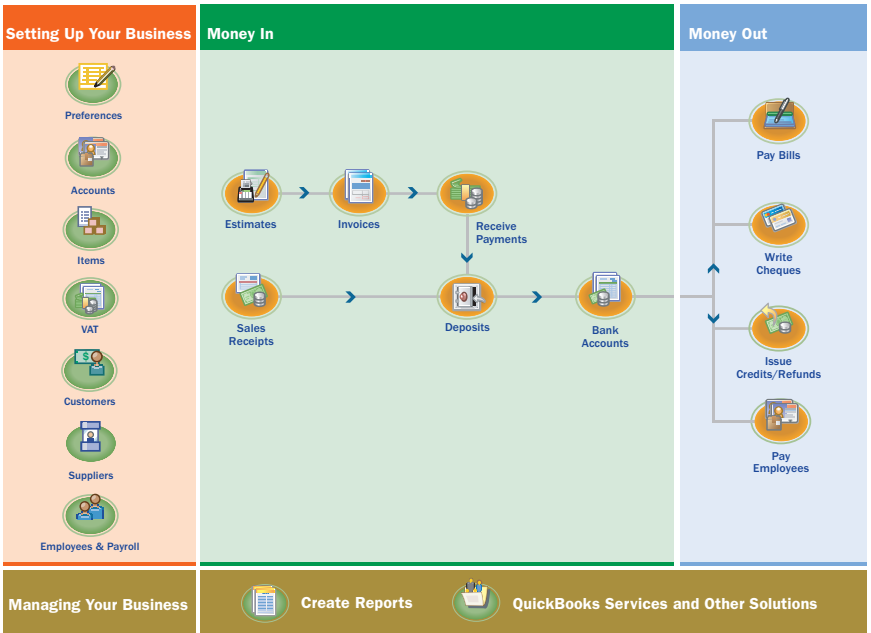 Setting Up Your Business
Money In
Money Out
Preferences
Accounts
Items
VAT
Customers
Suppliers
Employees & Payroll
Estimates
Invoices
Receive
Payments
Sales
Receipts
Deposits
Bank
Accounts
Pay Bills
Write
Cheques
Issue
Credits/Refunds
Pay
Employees
Managing Your Business
Create Reports
QuickBooks Services and Other Solutions